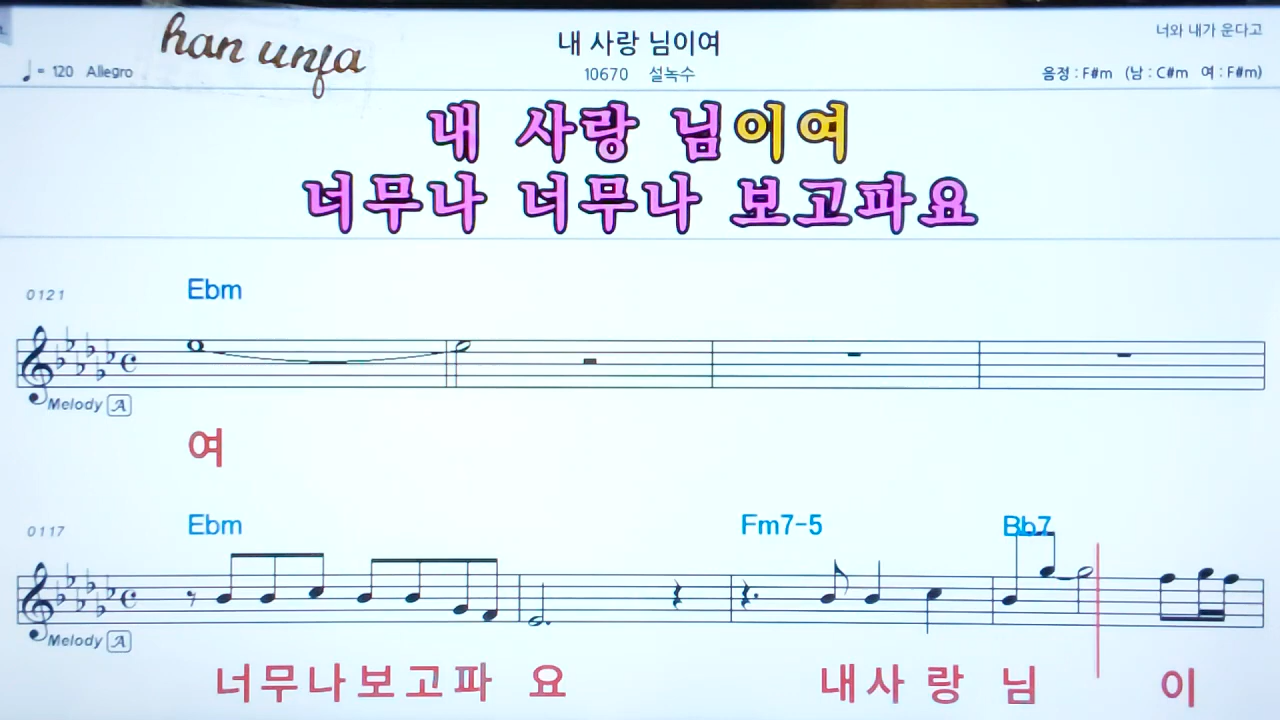 han unja
내 사랑 님이여
너와 내가 운다고
♩ = 120 Allegro
10670 설녹수
음정 : F#m (남 : C#m 여 : F#m)
내 사랑 님이여
너무나 너무나 보고파요
0121 Ebm
Melody A
여
0117 Ebm Fm7-5 Bb7
Melody A
너무나보고파 요 내사 랑 님 이